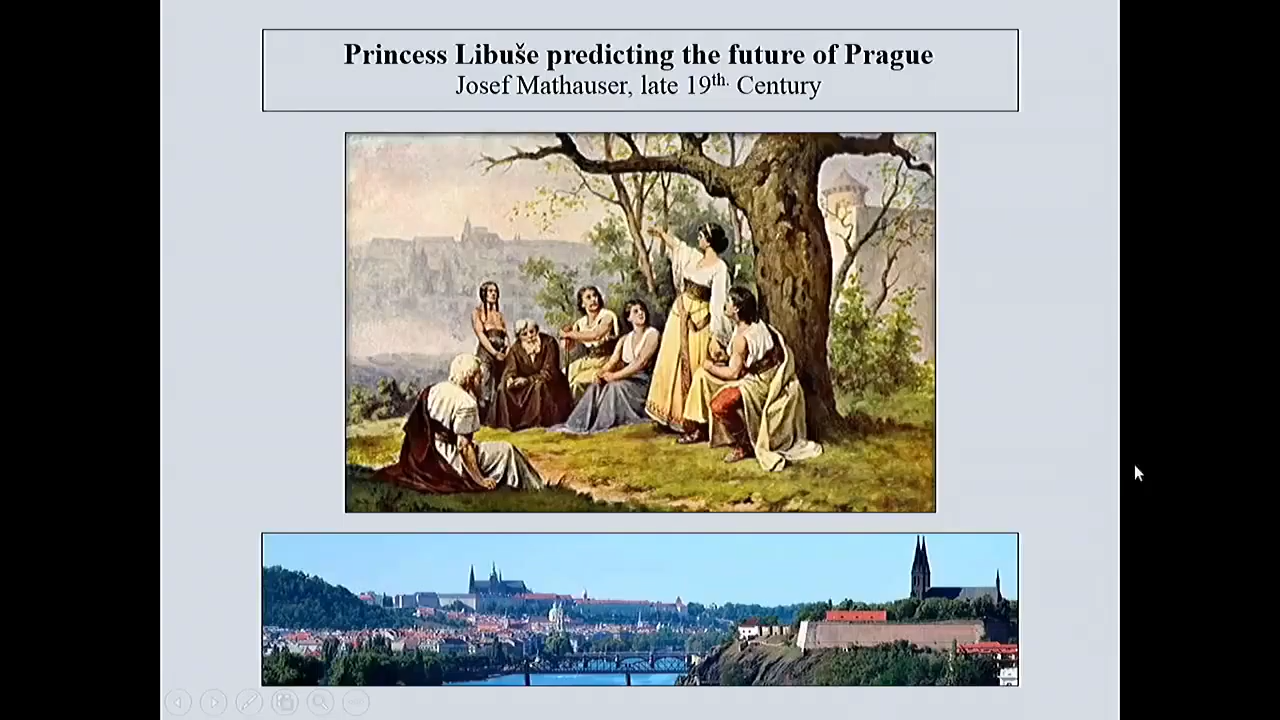 Princess Libuše predicting the future of Prague
Josef Mathauser, late 19th. Century